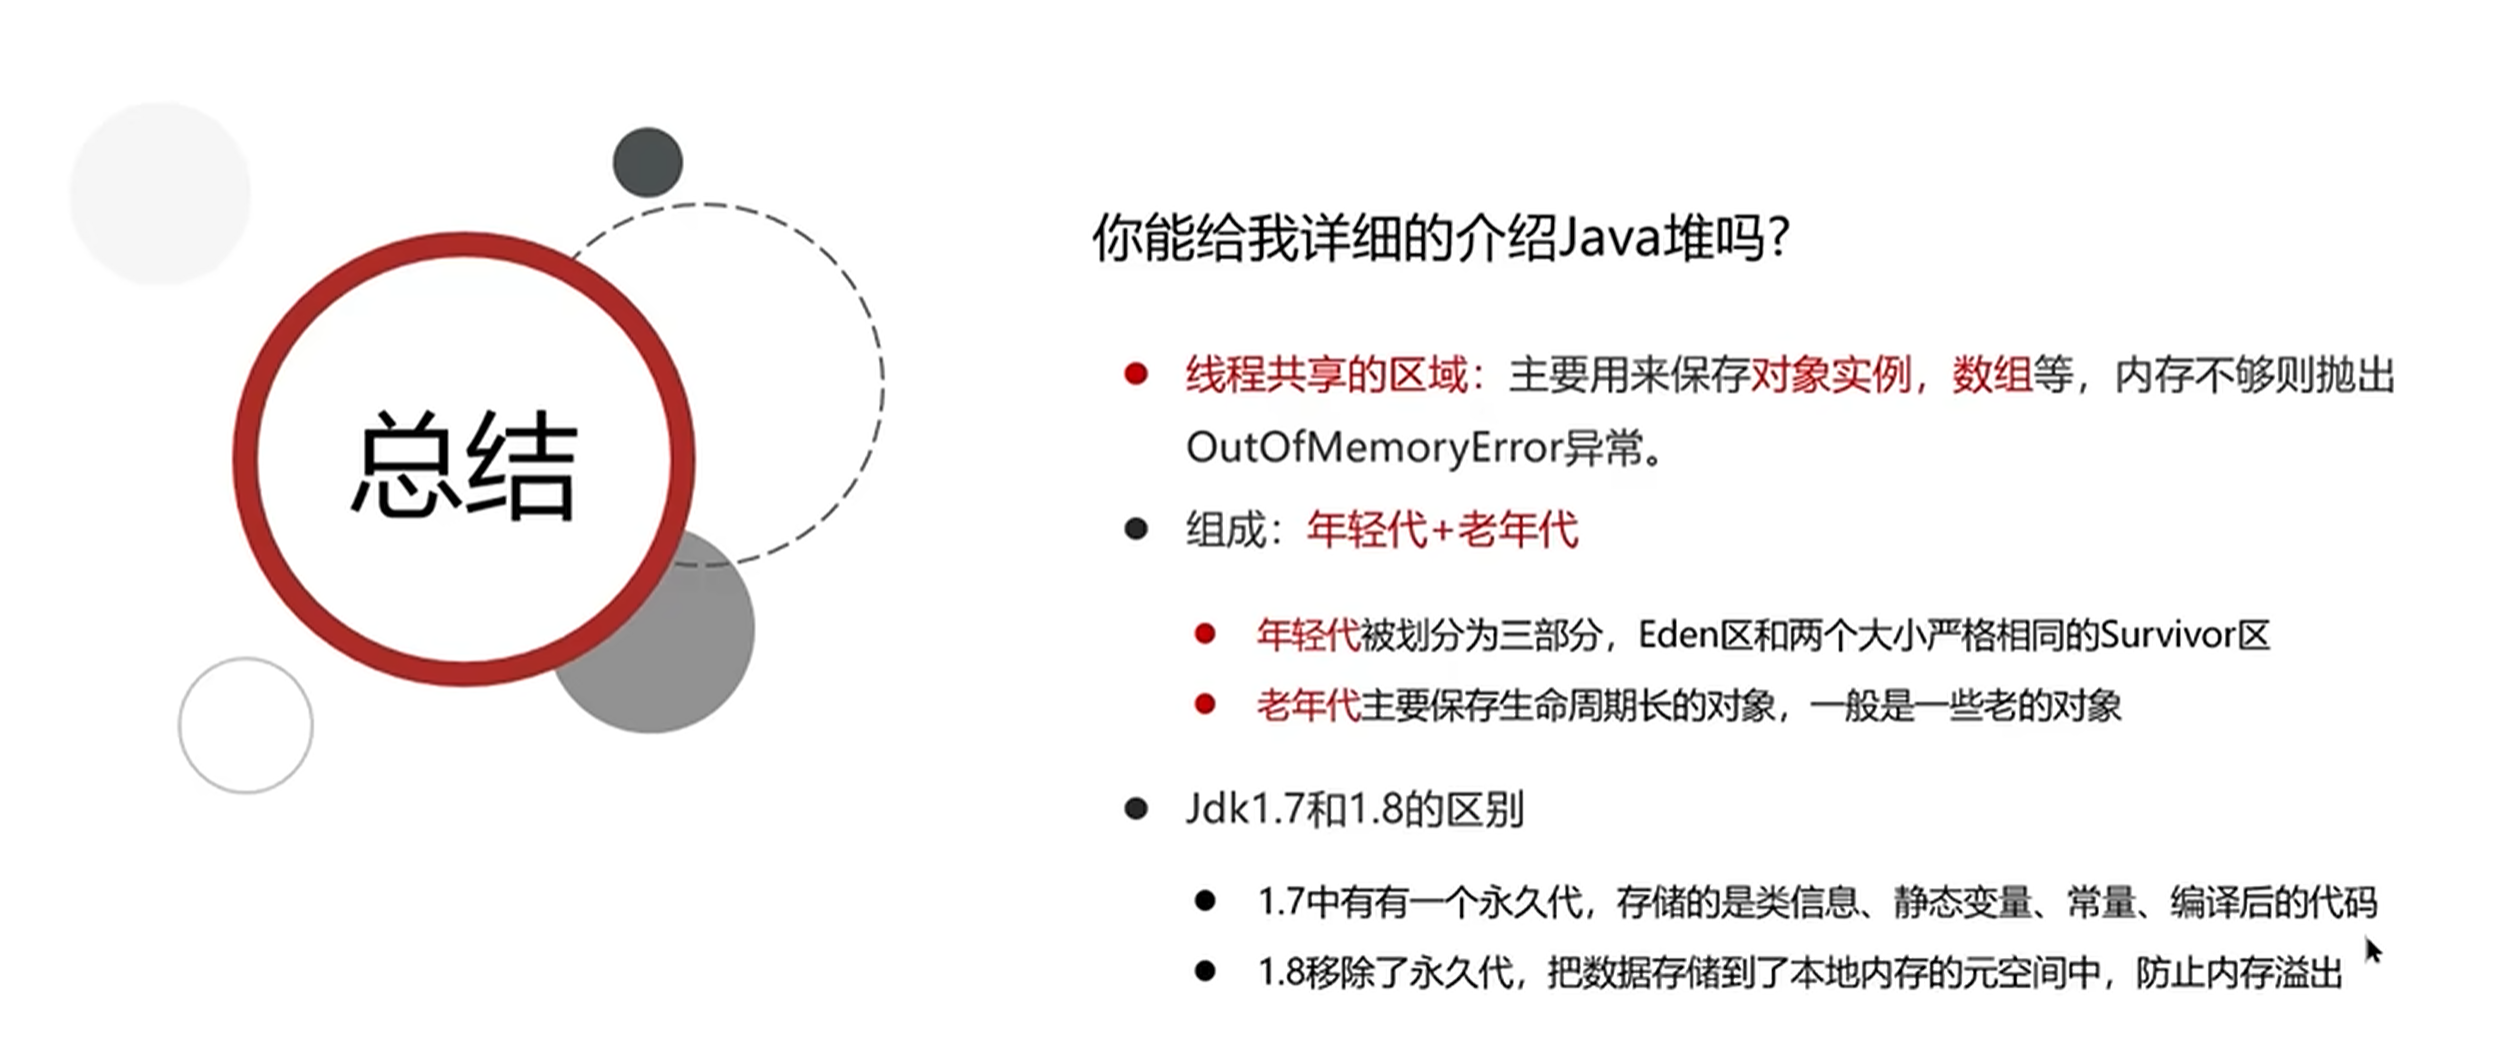 总结
你能给我详细的介绍Java堆吗?
线程共享的区域：主要用来保存对象实例，数组等，内存不够则抛出
OutOfMemoryError异常。
组成：年轻代+老年代
年轻代被划分为三部分，Eden区和两个大小严格相同的Survivor区
老年代主要保存生命周期长的对象，一般是一些老的对象
Jdk1.7和1.8的区别
1.7中有有一个永久代，存储的是类信息、静态变量、常量、编译后的代码
1.8移除了永久代，把数据存储到了本地内存的元空间中，防止内存溢出